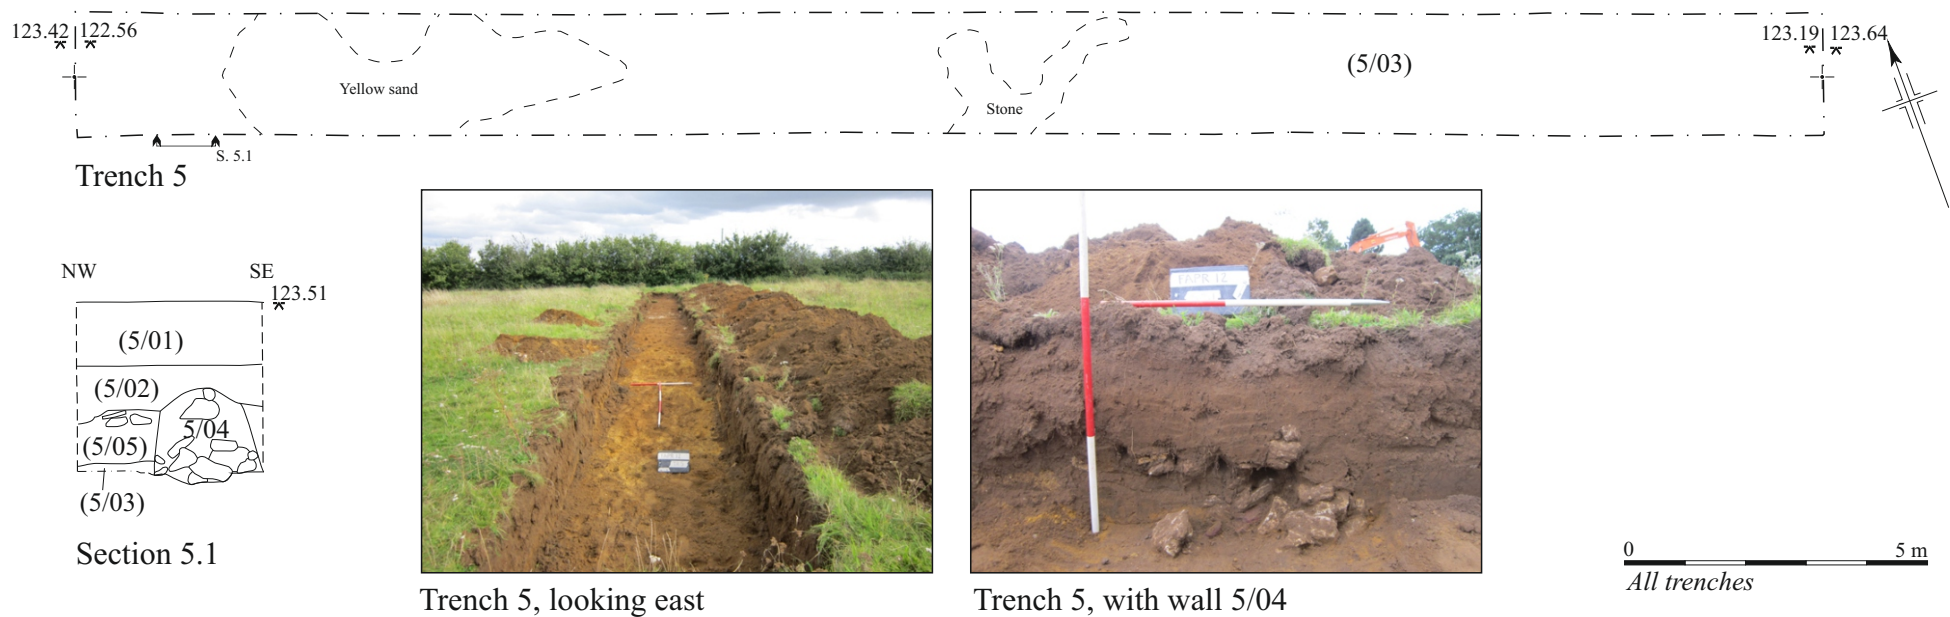 123.42 122.56
123.19 123.64
Yellow sand
(5/03)
Stone
S. 5.1
Trench 5
NW SE
123.51
(5/01)
(5/02)
5/04
(5/05)
(5/03)
Section 5.1
FAPR 12
Trench 5, looking east
Trench 5, with wall 5/04
0 5 m
All trenches